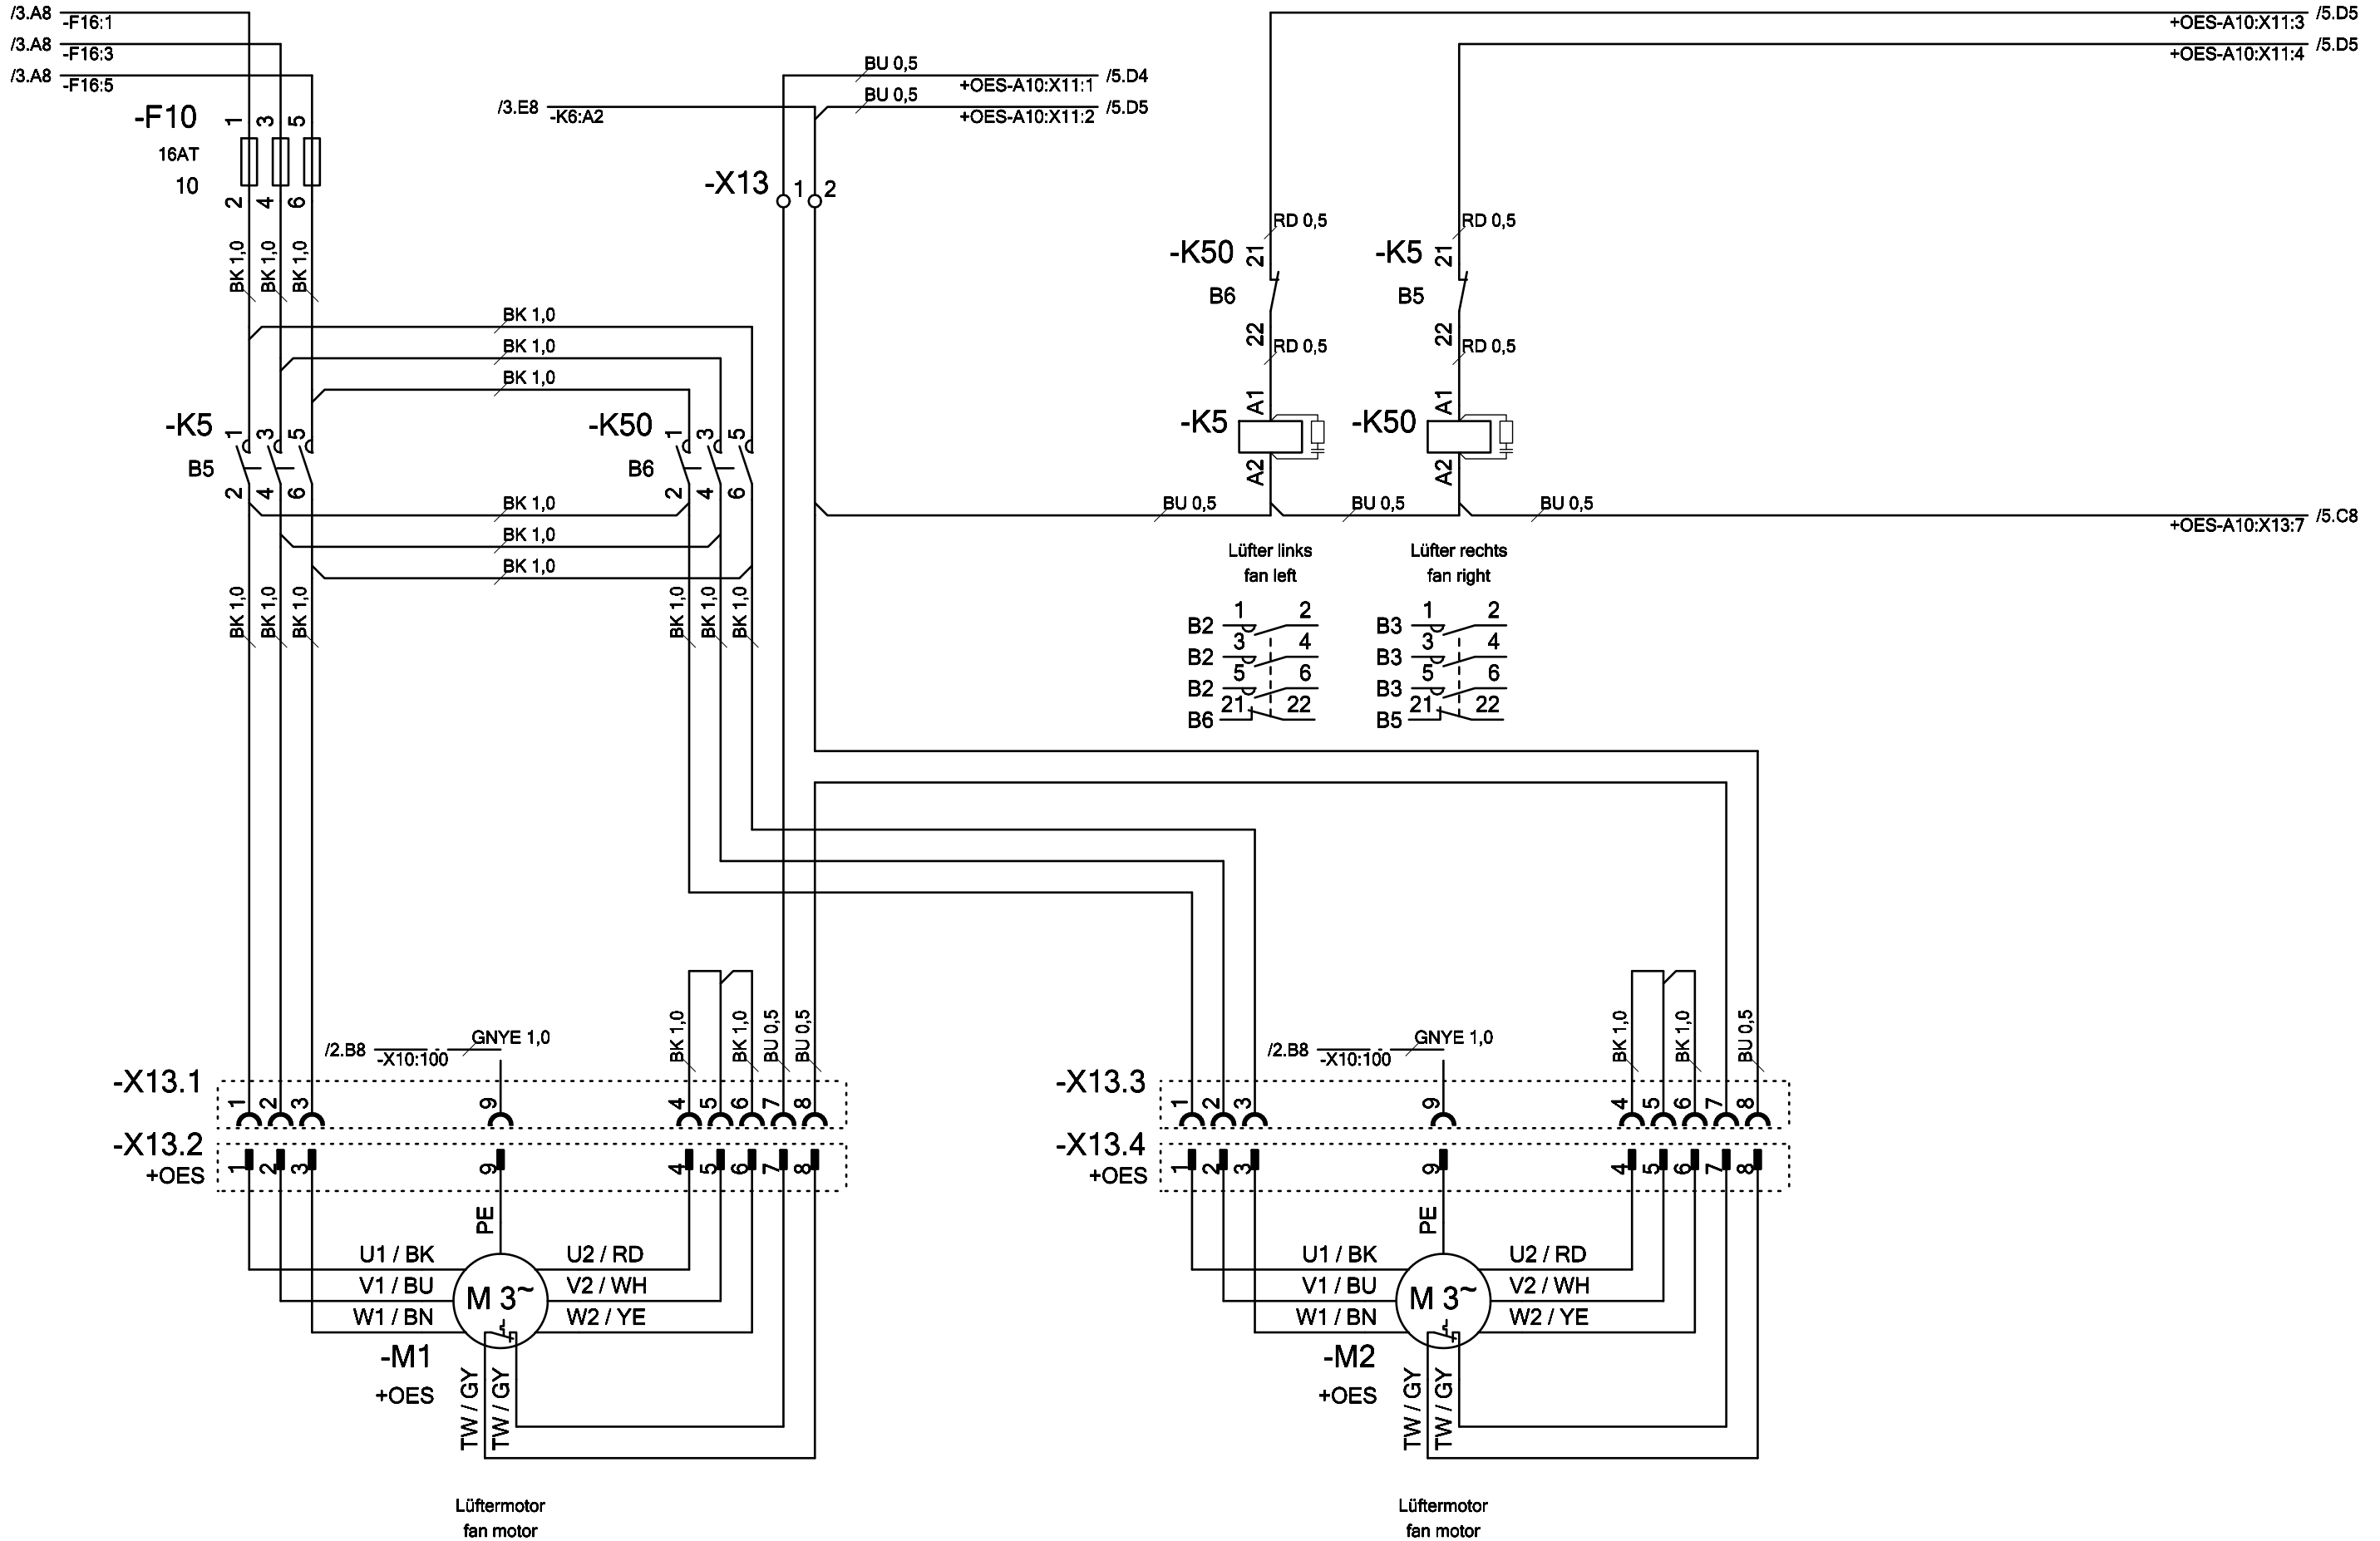 /3.A8 -F16:1
/3.A8 -F16:3
/3.A8 -F16:5
/5.D5
+OES-A10:X11:3
/5.D5
+OES-A10:X11:4
BU 0,5
+OES-A10:X11:1 /5.D4
BU 0,5
/3.E8 -K6:A2
+OES-A10:X11:2 /5.D5
-F10 1 3 5
16AT
10
2 4 6
-X13 1 2
BK 1,0 BK 1,0 BK 1,0
RD 0,5 RD 0,5
-K50 21 -K5 21
B6 B5
22 22
RD 0,5 RD 0,5
BK 1,0
BK 1,0
BK 1,0
-K5 1 3 5
B5
2 4 6
-K50 1 3 5
B6
2 4 6
A1 A1
-K5 -K50
A2 A2
BK 1,0
BK 1,0
BK 1,0
BU 0,5 BU 0,5 BU 0,5
+OES-A10:X13:7 /5.C8
Lüfter links Lüfter rechts
fan left fan right
BK 1,0 BK 1,0 BK 1,0 BK 1,0 BK 1,0 BK 1,0
B2 1 2 B3 1 2
B2 3 4 B3 3 4
B2 5 6 B3 5 6
B6 21 22 B5 21 22
/2.B8 -X10:100 GNYE 1,0
BK 1,0 BK 1,0 BU 0,5 BU 0,5
/2.B8 -X10:100 GNYE 1,0
BK 1,0 BK 1,0 BU 0,5
-X13.1 1 2 3 9 4 5 6 7 8
-X13.3 1 2 3 9 4 5 6 7 8
-X13.2 1 2 3 9 4 5 6 7 8
+OES
-X13.4 1 2 3 9 4 5 6 7 8
+OES
PE PE
U1 / BK U2 / RD
V1 / BU M 3~ V2 / WH
W1 / BN W2 / YE
-M1
+OES
TW / GY TW / GY
U1 / BK U2 / RD
V1 / BU M 3~ V2 / WH
W1 / BN W2 / YE
-M2
+OES
TW / GY TW / GY
Lüftermotor Lüftermotor
fan motor fan motor